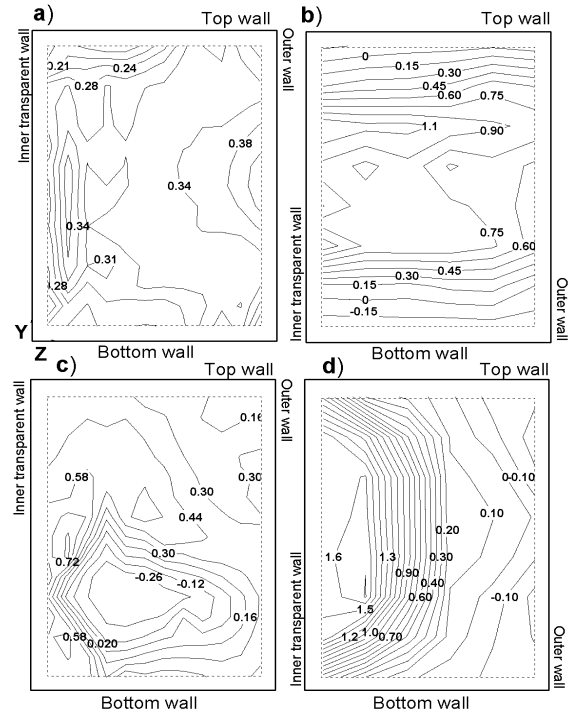 a)
Top wall
b)
Top wall
Inner transparent wall
Outer wall
0.21
0.24
0.28
0.38
0.34
0.34
0.31
0.28
0
0.15
0.30
0.45
0.60
0.75
1.1
0.90
0.75
0.60
0.45
0.30
0.15
0
-0.15
Inner transparent wall
Outer wall
Y
Z
Bottom wall
Bottom wall
c)
Top wall
d)
Top wall
Inner transparent wall
Outer wall
0.16
0.58
0.30
0.30
0.44
0.30
0.72
-0.26
-0.12
0.16
0.58
0.020
0-0.10
0.10
0.20
1.6
1.3
0.30
0.90
0.40
0.60
-0.10
1.5
1.2
1.0
0.70
Inner transparent wall
Outer wall
Bottom wall
Bottom wall